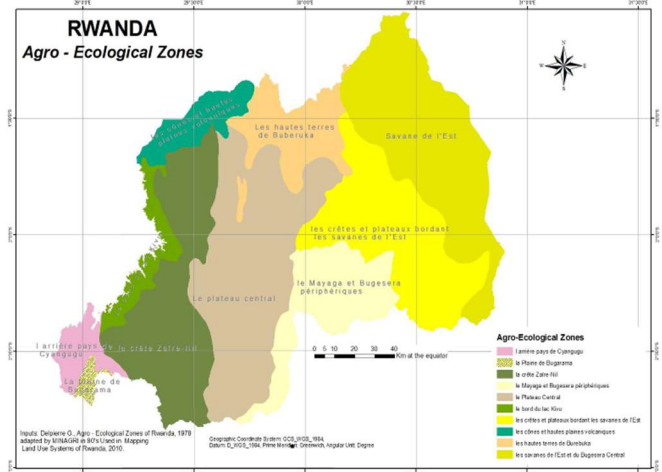 RWANDA
Agro - Ecological Zones
N
W
E
S
les cônes et hautes
plaines volcaniques
Les hautes terres
de Buberuka
Savane de l'Est
les crêtes et plateaux bordant
les savanes de l'Est
le Mayaga et Bugesera
périphériques
Le plateau central
l arrière pays de
Cyangugu
la crête Zaïre-Nil
La Plaine de
Bugarama
0 5 10 20 30 40
Km at the equator
Agro-Ecological Zones
l arrière pays de Cyangugu
la Plaine de Bugarama
la crête Zaïre-Nil
le Mayaga et Bugesera périphériques
le Plateau Central
le bord du lac Kivu
les crêtes et plateaux bordant les savanes de l'Est
les cônes et hautes plaines volcaniques
les hautes terres de Buberuka
les savanes de l'Est et du Bugesera Central
Inputs: Delpierre G., Agro - Ecological Zones of Rwanda, 1979
adapted by MINAGRI in 80's Used in Mapping
Land Use Systems of Rwanda, 2010.
Geographic Coordinate System: GCS_WGS_1984,
Datum: D_WGS_1984, Prime Meridian: Greenwich, Angular Unit: Degree